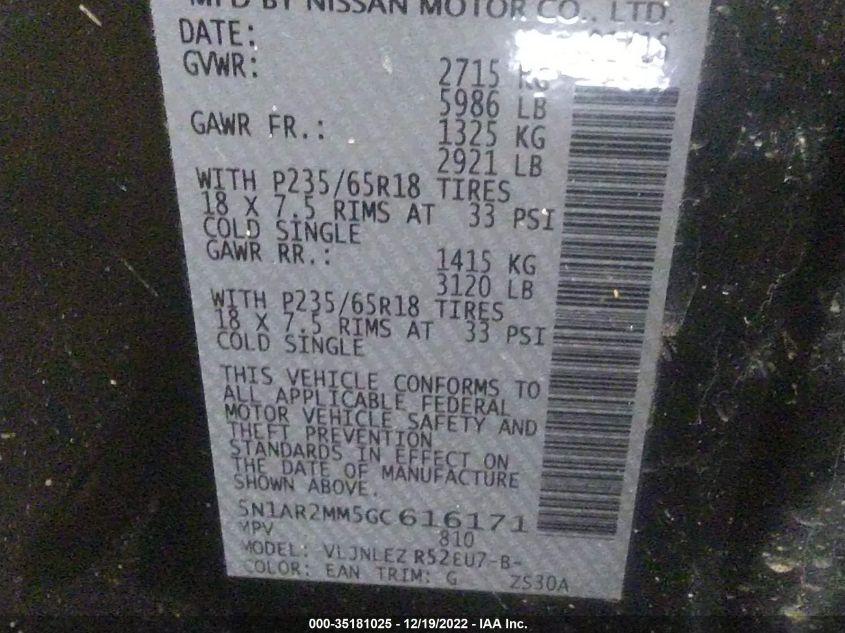 MFD BY NISSAN MOTOR CO., LTD.
DATE:
GVWR: 2715 KG
5986 LB
GAWR FR.: 1325 KG
2921 LB
WITH P235/65R18 TIRES
18 X 7.5 RIMS AT 33 PSI
COLD SINGLE
GAWR RR.: 1415 KG
3120 LB
WITH P235/65R18 TIRES
18 X 7.5 RIMS AT 33 PSI
COLD SINGLE
THIS VEHICLE CONFORMS TO
ALL APPLICABLE FEDERAL
MOTOR VEHICLE SAFETY AND
THEFT PREVENTION
STANDARDS IN EFFECT ON
THE DATE OF MANUFACTURE
SHOWN ABOVE.
5N1AR2MM5GC616171
MPV 810
MODEL: VLJNLEZ R52EU7-B-
COLOR: EAN TRIM: G ZS30A
000-35181025 - 12/19/2022 - IAA Inc.